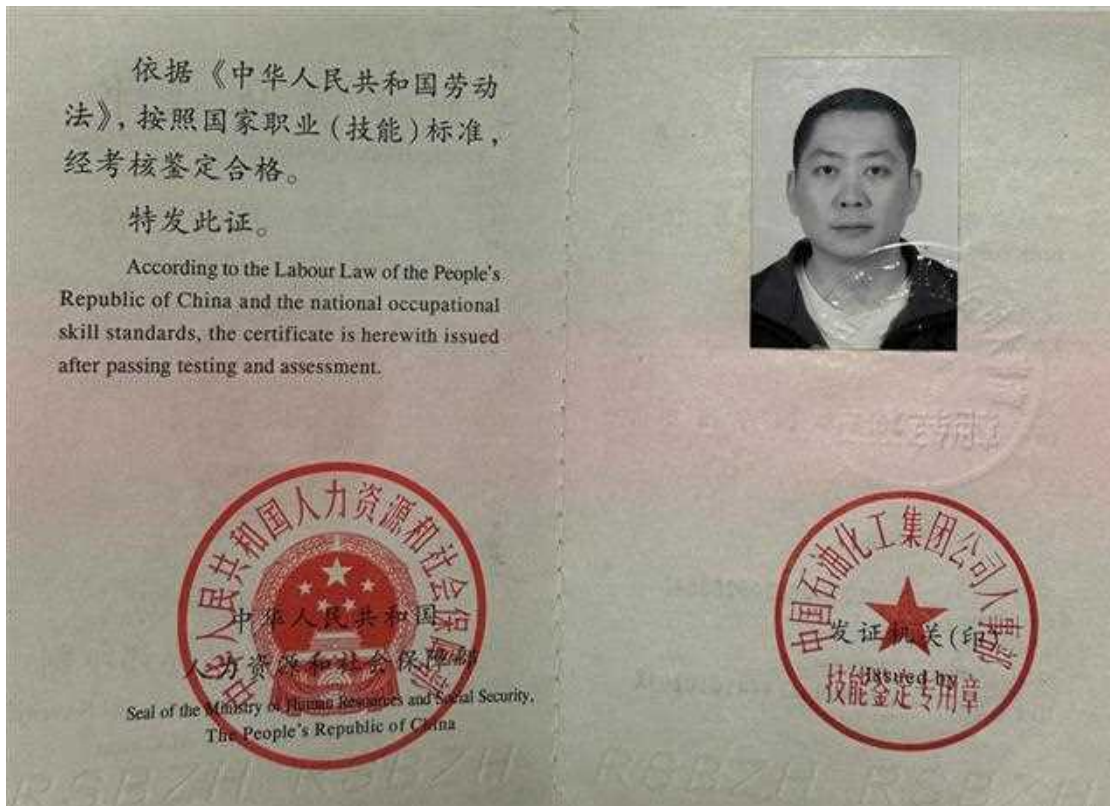 依据《中华人民共和国劳动
法》，按照国家职业（技能）标准，
经考核鉴定合格。
特发此证。
According to the Labour Law of the People's
Republic of China and the national occupational
skill standards, the certificate is herewith issued
after passing testing and assessment.
中华人民共和国人力资源和社会保障部
中华人民共和国
人力资源和社会保障部
Seal of the Ministry of Human Resources and Social Security,
The People's Republic of China
中国石油化工集团公司人事部
发证机关(印)
Issued by
技能鉴定专用章
RSBZH RSBZH
RSBZH RSB